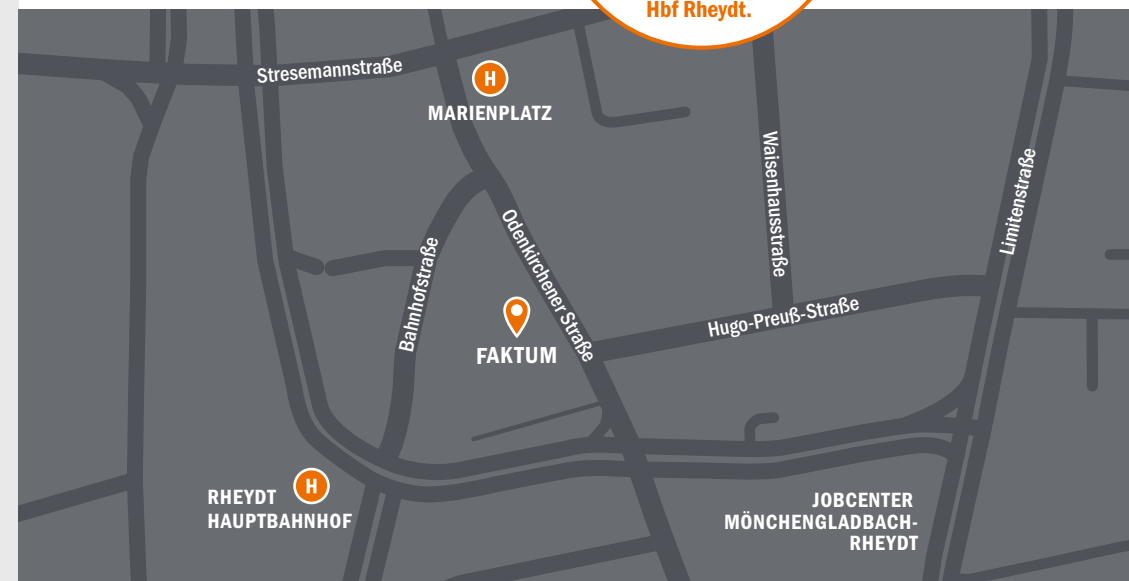 Hbf Rheydt.
Stresemannstraße
H
MARIENPLATZ
Waisenhausstraße
Limitenstraße
Odenkirchener Straße
Bahnhofstraße
Hugo-Preuß-Straße
FAKTUM
H
RHEYDT
HAUPTBAHNHOF
JOBCENTER
MÖNCHENGLADBACH-
RHEYDT